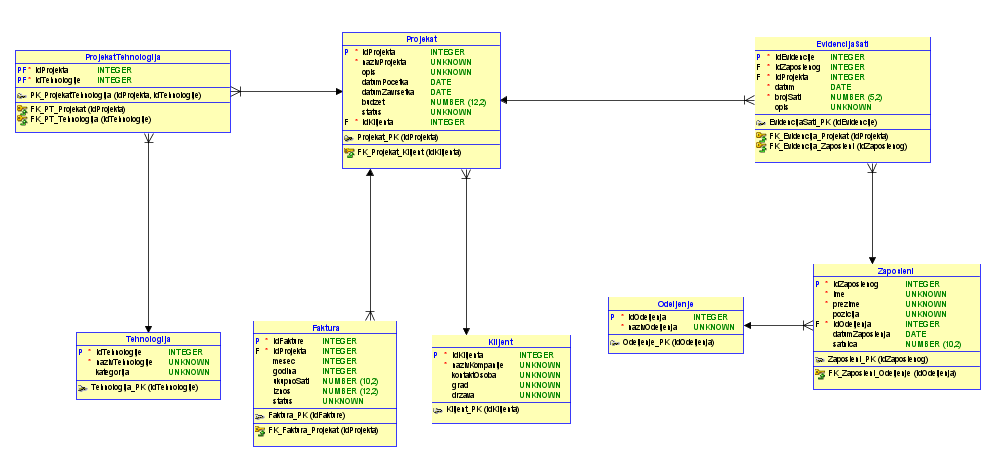 ProjekatTehnologija
PF * idProjekta INTEGER
PF * idTehnologije INTEGER
PK_ProjekatTehnologija (idProjekta, idTehnologije)
FK_PT_Projekat (idProjekta)
FK_PT_Tehnologija (idTehnologije)
Projekat
P * idProjekta INTEGER
* nazivProjekta UNKNOWN
opis UNKNOWN
datumPocetka DATE
datumZavrsetka DATE
budzet NUMBER (12,2)
status UNKNOWN
F * idKlijenta INTEGER
Projekat_PK (idProjekta)
FK_Projekat_Klijent (idKlijenta)
EvidencijaSati
P * idEvidencije INTEGER
F * idZaposlenog INTEGER
F * idProjekta INTEGER
* datum DATE
* brojSati NUMBER (5,2)
opis UNKNOWN
EvidencijaSati_PK (idEvidencije)
FK_Evidencija_Projekat (idProjekta)
FK_Evidencija_Zaposleni (idZaposlenog)
Tehnologija
P * idTehnologije INTEGER
* nazivTehnologije UNKNOWN
kategorija UNKNOWN
Tehnologija_PK (idTehnologije)
Faktura
P * idFakture INTEGER
F * idProjekta INTEGER
mesec INTEGER
godina INTEGER
ukupnoSati NUMBER (10,2)
iznos NUMBER (12,2)
status UNKNOWN
Faktura_PK (idFakture)
FK_Faktura_Projekat (idProjekta)
Klijent
P * idKlijenta INTEGER
* nazivKompanije UNKNOWN
kontaktOsoba UNKNOWN
grad UNKNOWN
drzava UNKNOWN
Klijent_PK (idKlijenta)
Odeljenje
P * idOdeljenja INTEGER
* nazivOdeljenja UNKNOWN
Odeljenje_PK (idOdeljenja)
Zaposleni
P * idZaposlenog INTEGER
* ime UNKNOWN
* prezime UNKNOWN
pozicija UNKNOWN
F * idOdeljenja INTEGER
datumZaposlenja DATE
satnica NUMBER (10,2)
Zaposleni_PK (idZaposlenog)
FK_Zaposleni_Odeljenje (idOdeljenja)